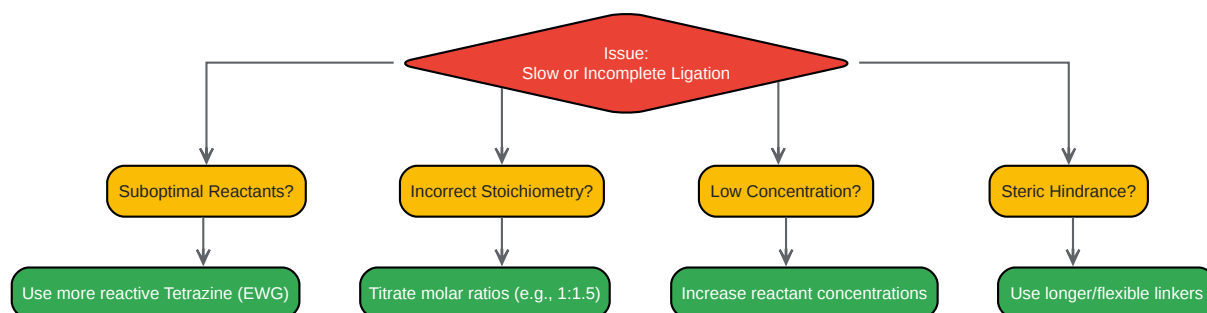 Issue:
Slow or Incomplete Ligation
Suboptimal Reactants?
Incorrect Stoichiometry?
Low Concentration?
Steric Hindrance?
Use more reactive Tetrazine (EWG)
Titrate molar ratios (e.g., 1:1.5)
Increase reactant concentrations
Use longer/flexible linkers